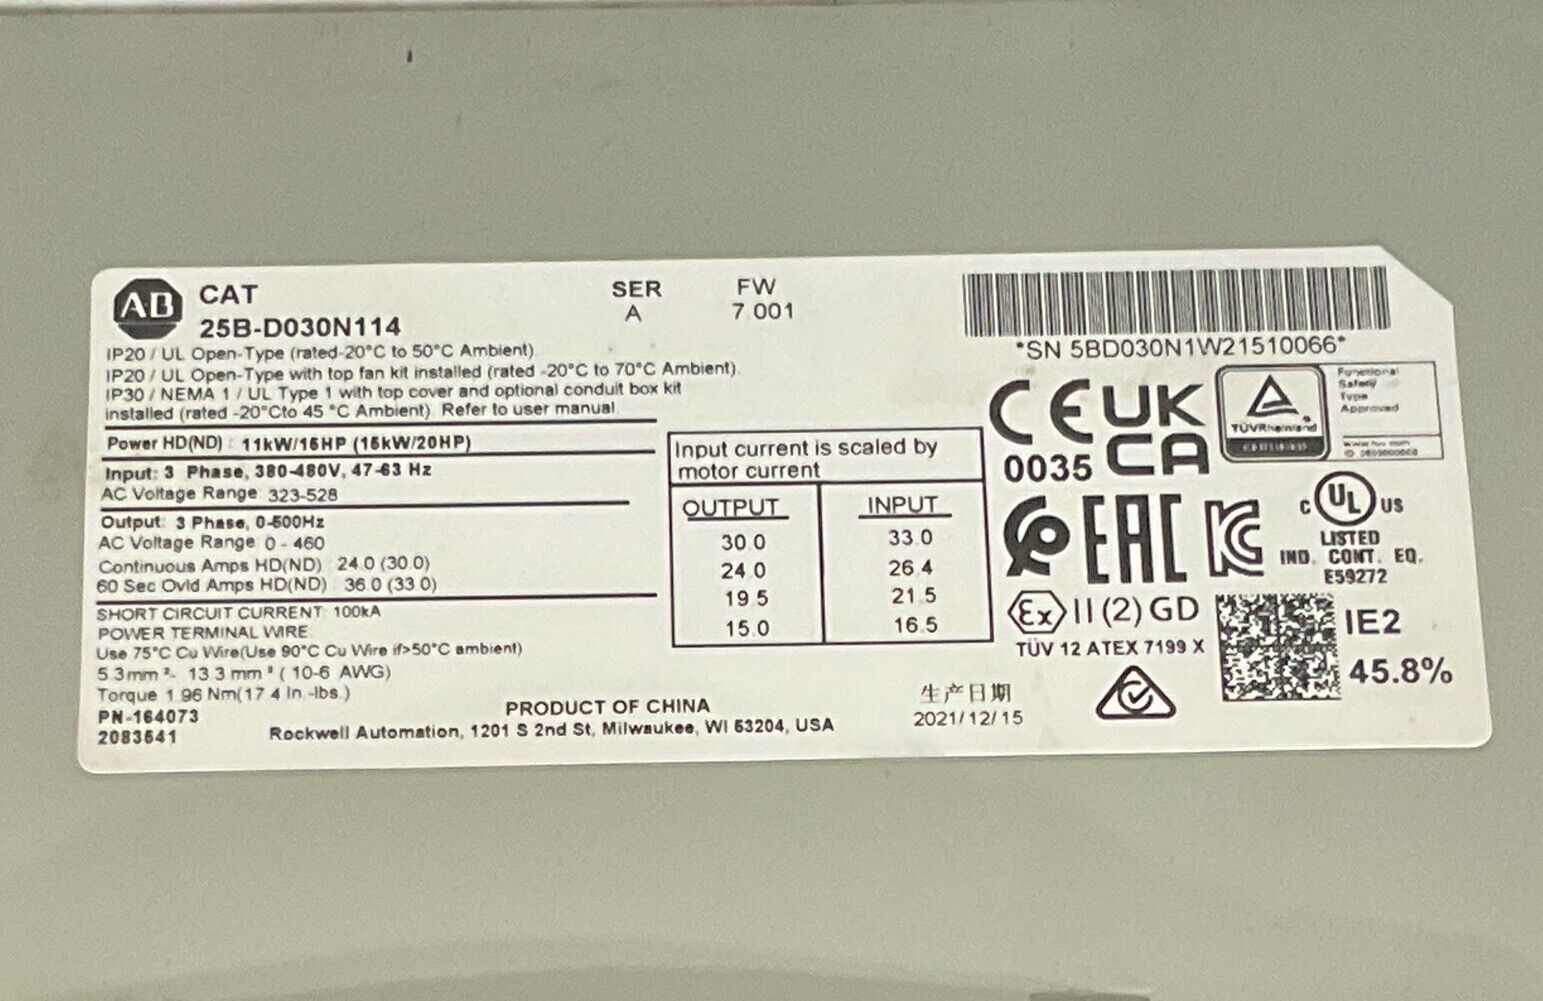 AB
CAT
25B-D030N114
SER
A
FW
7.001
IP20 / UL Open-Type (rated-20°C to 50°C Ambient)
IP20 / UL Open-Type with top fan kit installed (rated -20°C to 70°C Ambient).
IP30 / NEMA 1 / UL Type 1 with top cover and optional conduit box kit
installed (rated -20°Cto 45 °C Ambient). Refer to user manual.
Power HD(ND) : 11kW/15HP (15kW/20HP)
Input: 3 Phase, 380-480V, 47-63 Hz
AC Voltage Range: 323-528
Output: 3 Phase, 0-500Hz
AC Voltage Range: 0 - 460
Continuous Amps HD(ND) : 24.0 (30.0)
60 Sec Ovld Amps HD(ND) : 36.0 (33.0)
SHORT CIRCUIT CURRENT: 100kA
POWER TERMINAL WIRE:
Use 75°C Cu Wire(Use 90°C Cu Wire if>50°C ambient)
5.3mm²- 13.3 mm² ( 10-6 AWG)
Torque 1.96 Nm(17.4 In.-lbs.)
PN-164073
2083541
Input current is scaled by
motor current
OUTPUT INPUT
30.0 33.0
24.0 26.4
19.5 21.5
15.0 16.5
PRODUCT OF CHINA
Rockwell Automation, 1201 S 2nd St, Milwaukee, WI 53204, USA
生产日期
2021/12/15
*SN 5BD030N1W21510066*
CE
0035
UK
CA
TÜVRheinland
CERTIFIED
Functional
Safety
Type
Approved
EAC
C UL US
LISTED
IND. CONT. EQ.
E59272
Ex II (2) GD
TÜV 12 ATEX 7199 X
IE2
45.8%